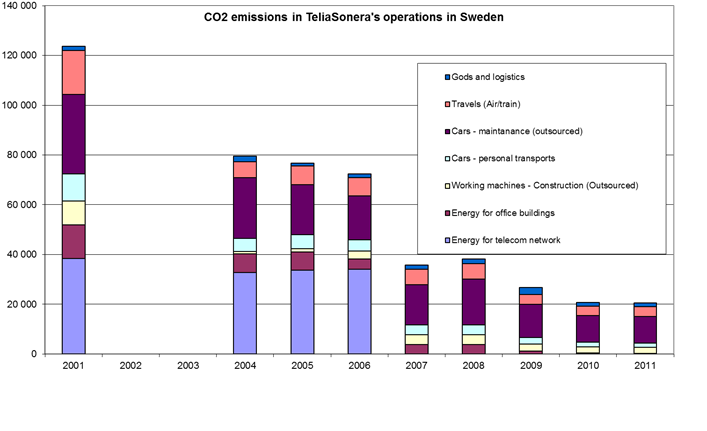 CO2 emissions in TeliaSonera's operations in Sweden
140 000
120 000
100 000
80 000
60 000
40 000
20 000
0
Gods and logistics
Travels (Air/train)
Cars - maintanance (outsourced)
Cars - personal transports
Working machines - Construction (Outsourced)
Energy for office buildings
Energy for telecom network
2001 2002 2003 2004 2005 2006 2007 2008 2009 2010 2011